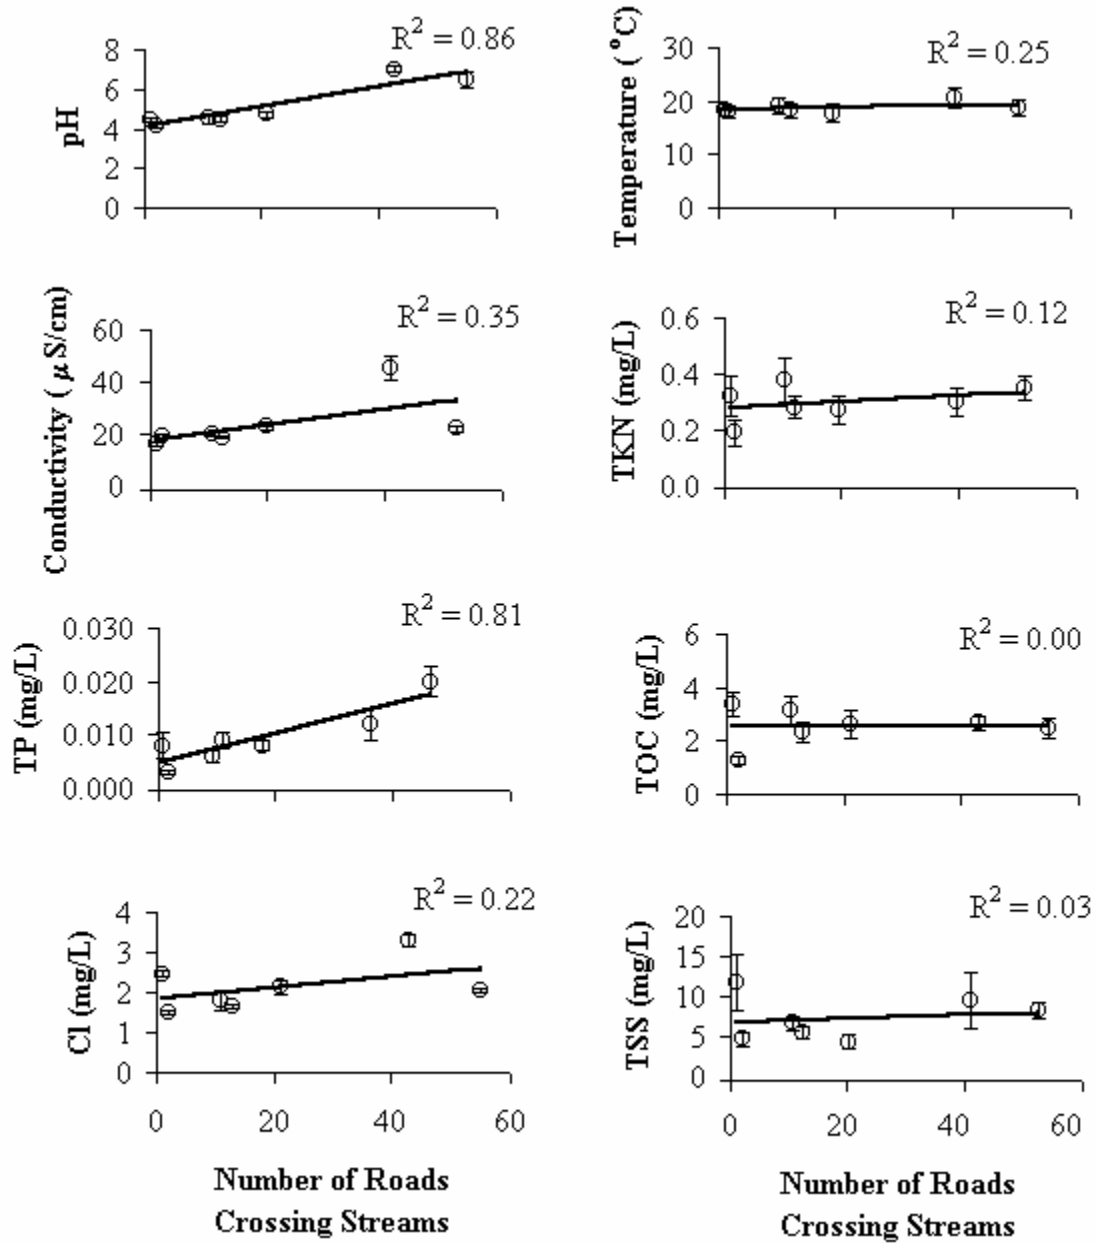 R² = 0.86
8
6
4
2
0
pH
R² = 0.25
30
20
10
0
Temperature ( °C)
R² = 0.35
60
40
20
0
Conductivity ( μ S/cm)
R² = 0.12
0.6
0.4
0.2
0.0
TKN (mg/L)
R² = 0.81
0.030
0.020
0.010
0.000
TP (mg/L)
R² = 0.00
6
4
2
0
TOC (mg/L)
R² = 0.22
4
3
2
1
0
Cl (mg/L)
0 20 40 60
Number of Roads
Crossing Streams
R² = 0.03
20
15
10
5
0
TSS (mg/L)
0 20 40 60
Number of Roads
Crossing Streams